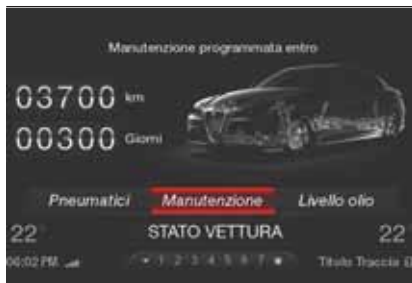 Manutenzione programmata entro
03700 km
00300 Giorni
Pneumatici Manutenzione Livello olio
22 STATO VETTURA 22
06:02 PM 1 2 3 4 5 6 7 Titolo Traccia